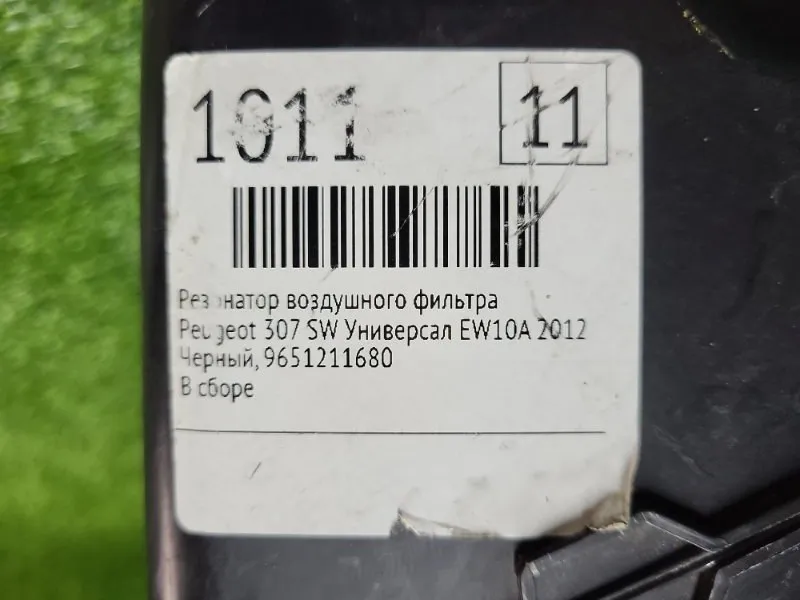 1011
11
Резонатор воздушного фильтра
Peugeot 307 SW Универсал EW10A 2012
Черный, 9651211680
В сборе